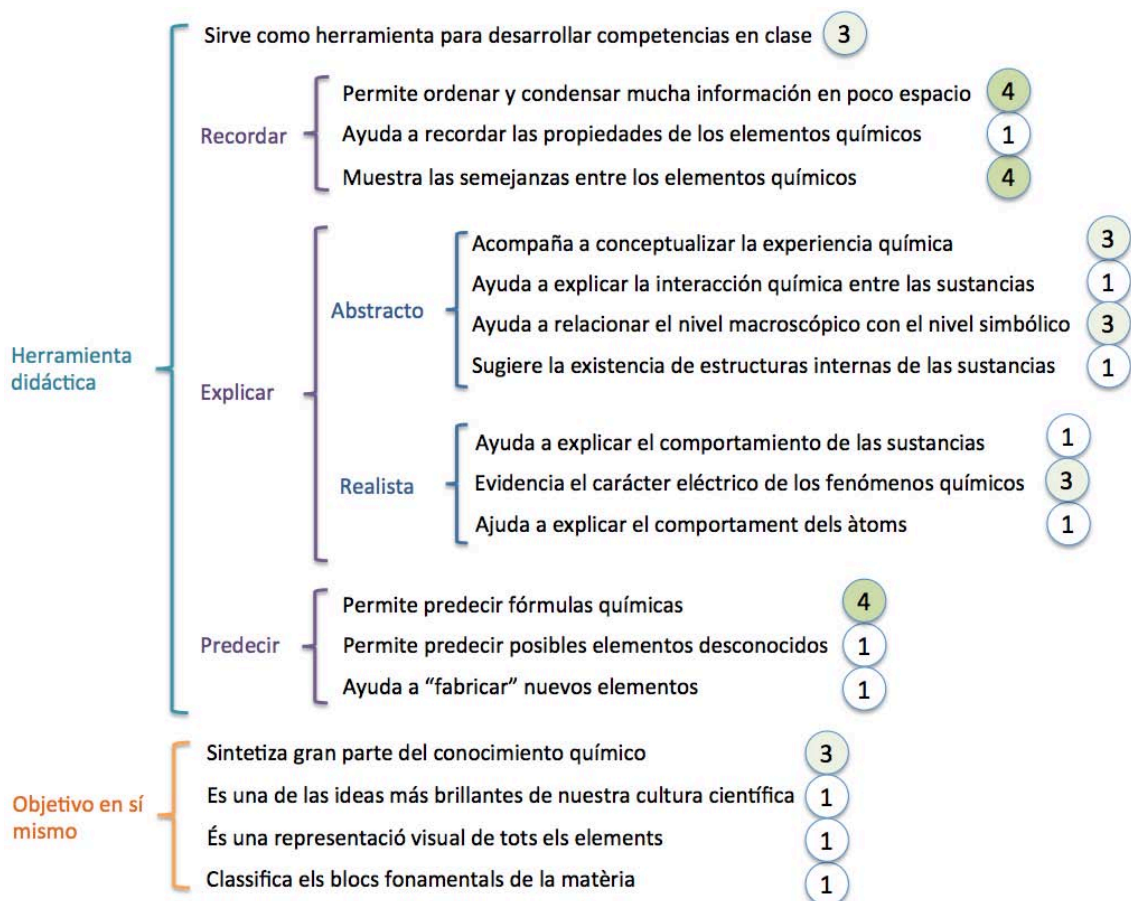 Sirve como herramienta para desarrollar competencias en clase 3
Permite ordenar y condensar mucha información en poco espacio 4
Recordar
Ayuda a recordar las propiedades de los elementos químicos 1
Muestra las semejanzas entre los elementos químicos 4
Acompaña a conceptualizar la experiencia química 3
Ayuda a explicar la interacción química entre las sustancias 1
Abstracto
Ayuda a relacionar el nivel macroscópico con el nivel simbólico 3
Sugiere la existencia de estructuras internas de las sustancias 1
Herramienta
didáctica
Explicar
Ayuda a explicar el comportamiento de las sustancias 1
Realista
Evidencia el carácter eléctrico de los fenómenos químicos 3
Ajuda a explicar el comportament dels àtoms 1
Permite predecir fórmulas químicas 4
Predecir
Permite predecir posibles elementos desconocidos 1
Ayuda a “fabricar” nuevos elementos 1
Sintetiza gran parte del conocimiento químico 3
Objetivo en sí
mismo
Es una de las ideas más brillantes de nuestra cultura científica 1
És una representació visual de tots els elements 1
Classifica els blocs fonamentals de la matèria 1